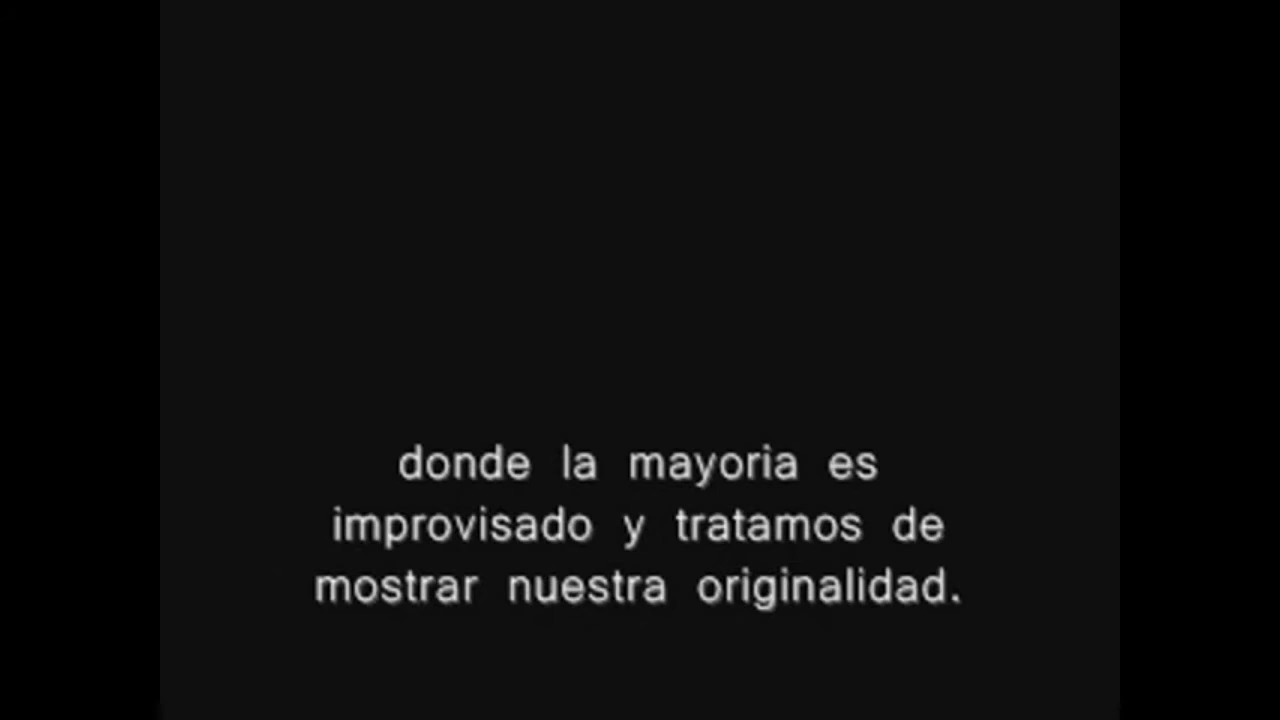 donde la mayoria es
improvisado y tratamos de
mostrar nuestra originalidad.